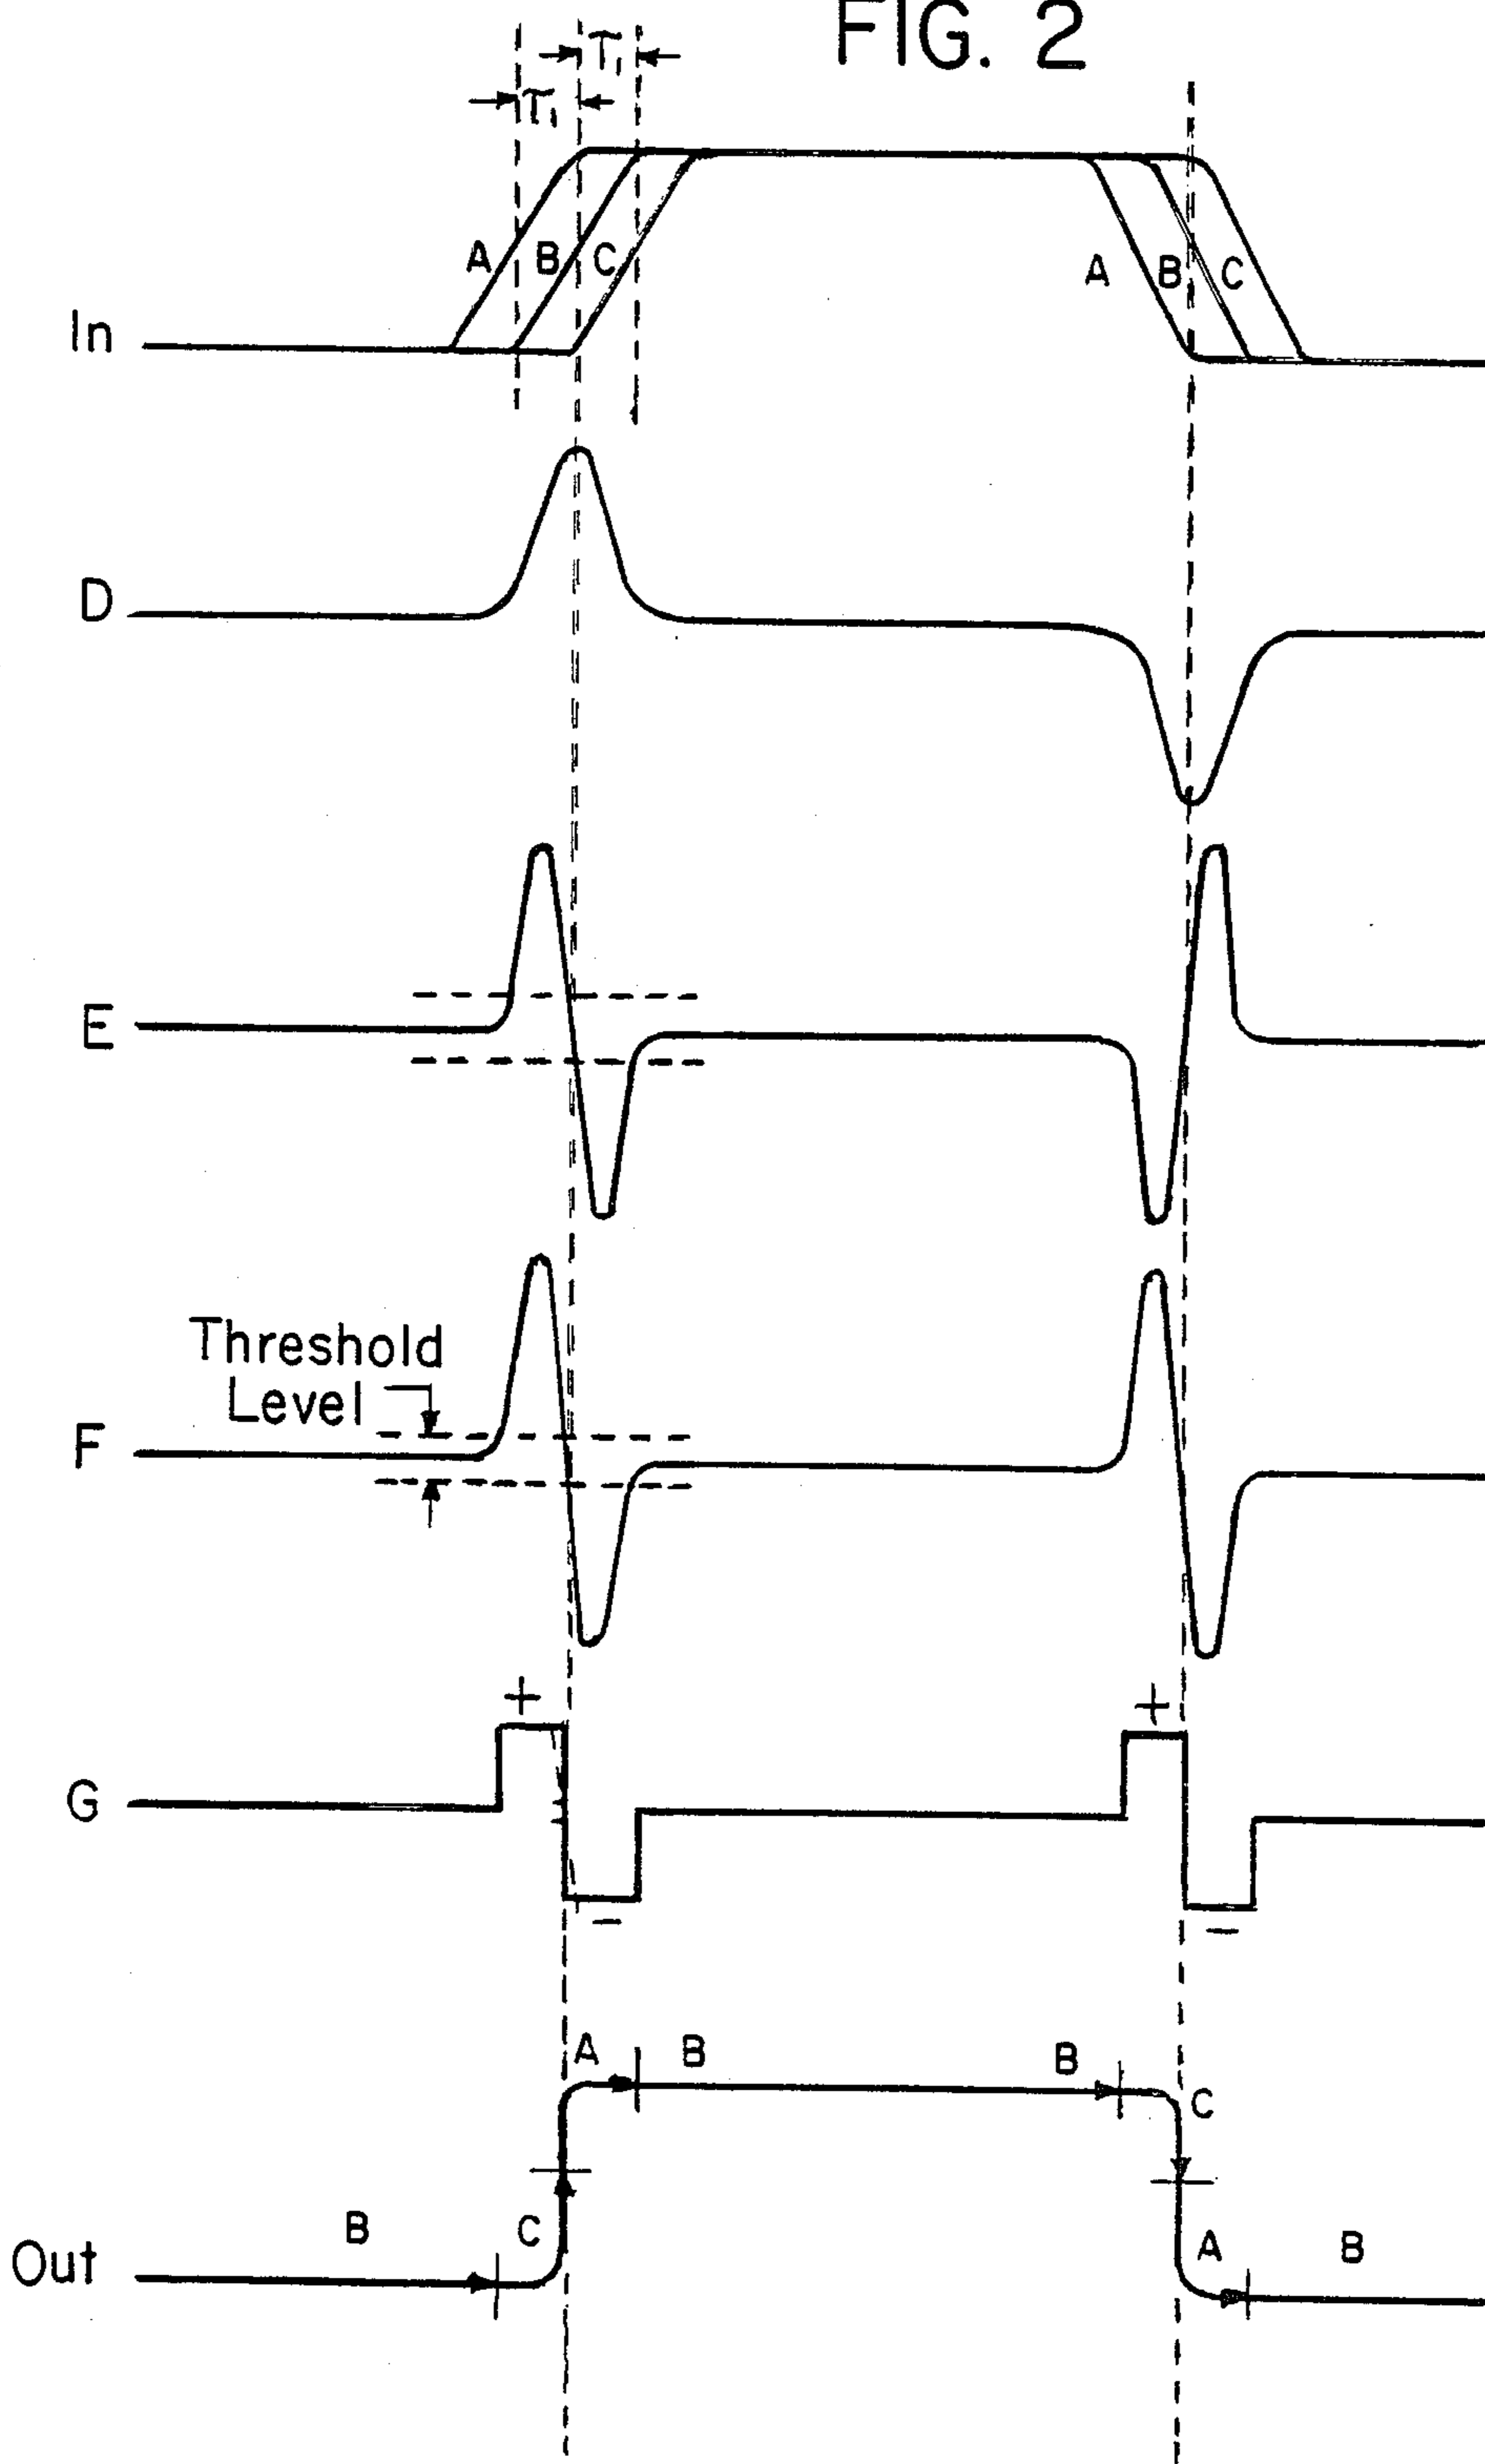 FIG. 2
T₁
T₁
A B C
A B C
In
D
E
Threshold
Level
F
+ +
G
- -
A B B C
B C A B
Out